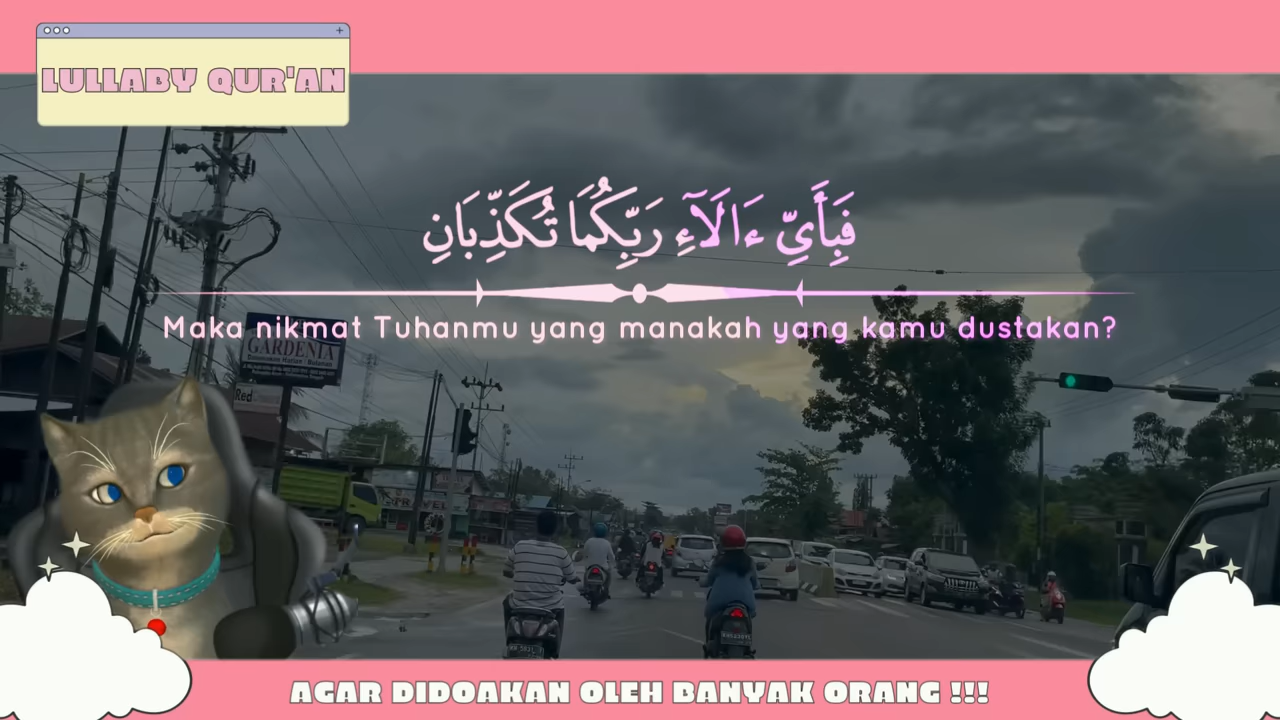 LULLABY QUR'AN
فَبِأَيِّ ءَالَآءِ رَبِّكُمَا تُكَذِّبَانِ
Maka nikmat Tuhanmu yang manakah yang kamu dustakan?
GARDENIA
Red
AGAR DIDOAKAN OLEH BANYAK ORANG !!!